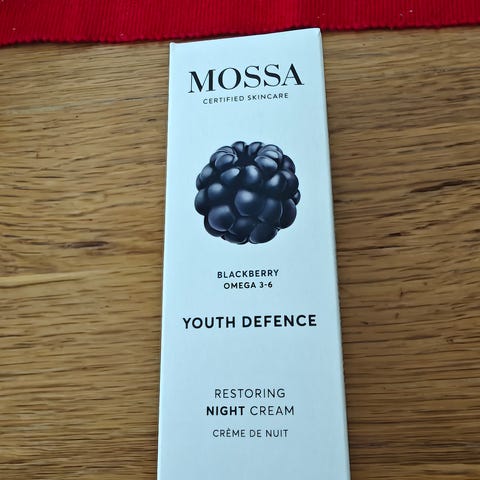 MOSSA
CERTIFIED SKINCARE
BLACKBERRY
OMEGA 3-6
YOUTH DEFENCE
RESTORING
NIGHT CREAM
CRÈME DE NUIT